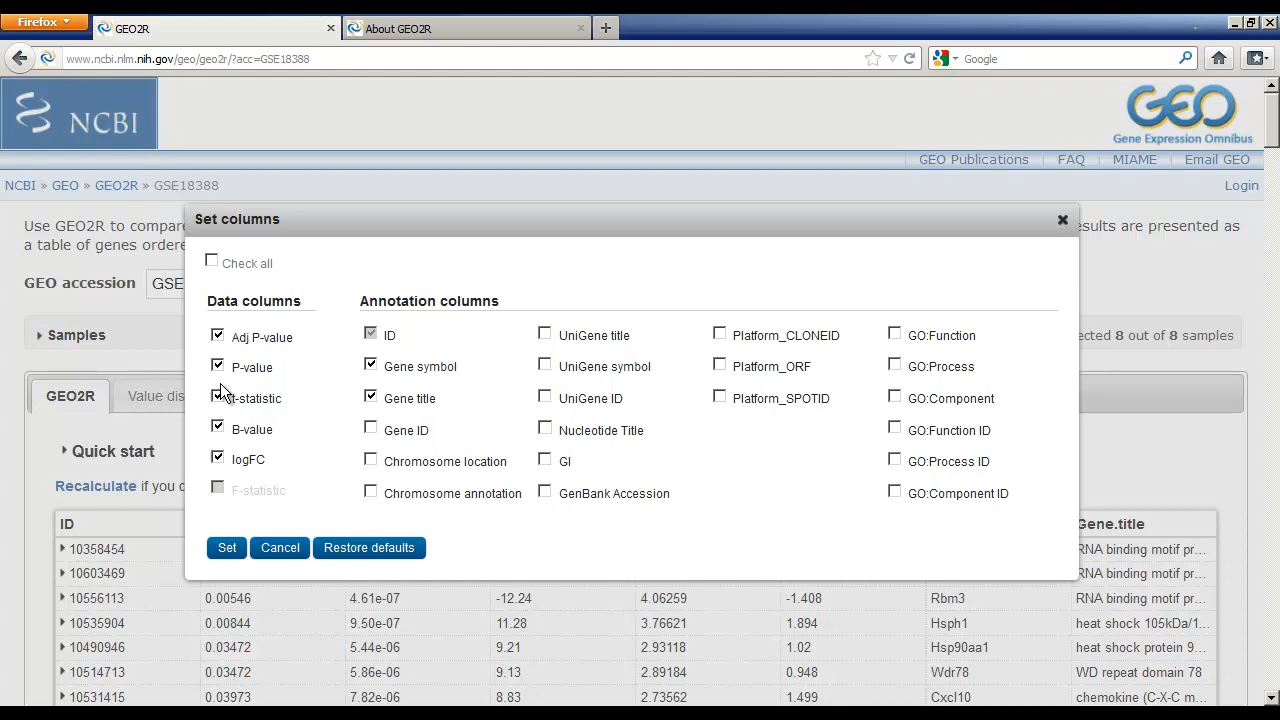 Firefox
GEO2R
About GEO2R
www.ncbi.nlm.nih.gov/geo/geo2r/?acc=GSE18388
Google
NCBI
GEO
Gene Expression Omnibus
GEO Publications FAQ MIAME Email GEO
NCBI » GEO » GEO2R » GSE18388
Login
Use GEO2R to compare
esults are presented as
a table of genes ordere
GEO accession
GSE
Samples
ected 8 out of 8 samples
GEO2R
Value dis
Quick start
Recalculate if you c
Set columns
Check all
Data columns
Adj P-value
P-value
t-statistic
B-value
logFC
F-statistic
Annotation columns
ID
Gene symbol
Gene title
Gene ID
Chromosome location
Chromosome annotation
UniGene title
UniGene symbol
UniGene ID
Nucleotide Title
GI
GenBank Accession
Platform_CLONEID
Platform_ORF
Platform_SPOTID
GO:Function
GO:Process
GO:Component
GO:Function ID
GO:Process ID
GO:Component ID
Set
Cancel
Restore defaults
ID Gene.title
10358454 RNA binding motif pr...
10603469 RNA binding motif pr...
10556113 0.00546 4.61e-07 -12.24 4.06259 -1.408 Rbm3 RNA binding motif pr...
10535904 0.00844 9.50e-07 11.28 3.76621 1.894 Hsph1 heat shock 105kDa/1...
10490946 0.03472 5.44e-06 9.21 2.93118 1.02 Hsp90aa1 heat shock protein 9...
10514713 0.03472 5.86e-06 9.13 2.89184 0.948 Wdr78 WD repeat domain 78
10531415 0.03973 7.82e-06 8.83 2.73562 1.499 Cxcl10 chemokine (C-X-C m...